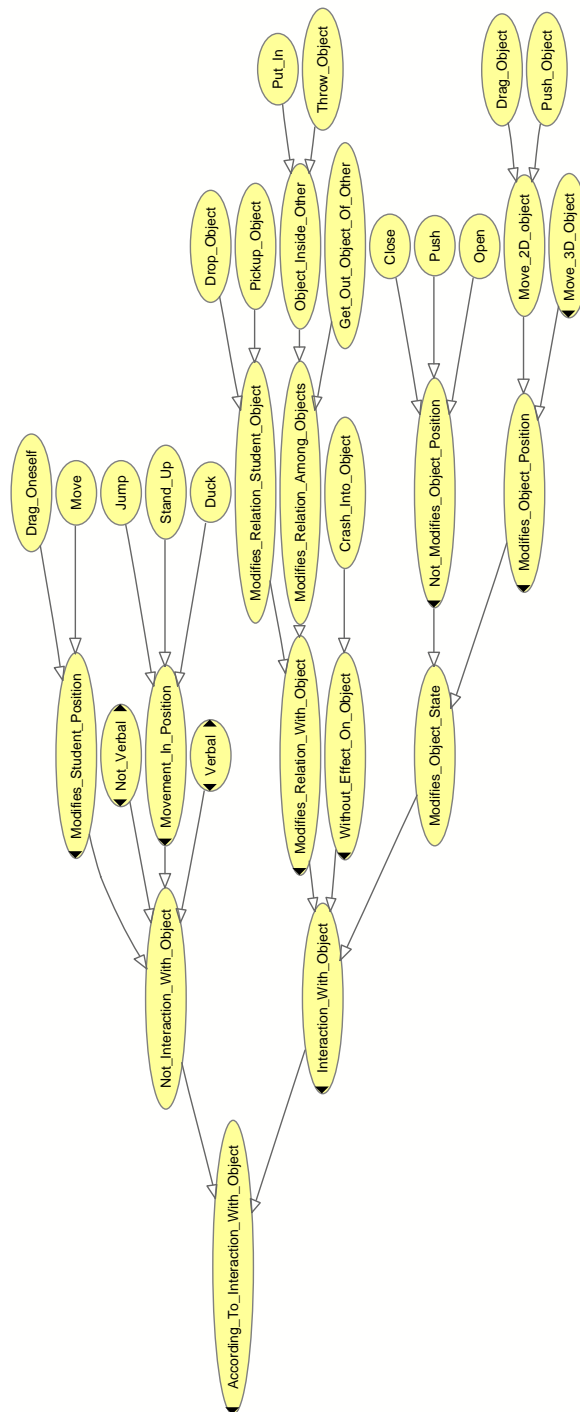 According_To_Interaction_With_Object
Not_Interaction_With_Object
Interaction_With_Object
Modifies_Student_Position
Not_Verbal
Movement_In_Position
Verbal
Modifies_Relation_With_Object
Without_Effect_On_Object
Modifies_Object_State
Drag_Oneself
Move
Jump
Stand_Up
Duck
Modifies_Relation_Student_Object
Modifies_Relation_Among_Objects
Crash_Into_Object
Not_Modifies_Object_Position
Modifies_Object_Position
Drop_Object
Pickup_Object
Object_Inside_Other
Get_Out_Object_Of_Other
Close
Push
Open
Move_2D_object
Move_3D_Object
Put_In
Throw_Object
Drag_Object
Push_Object